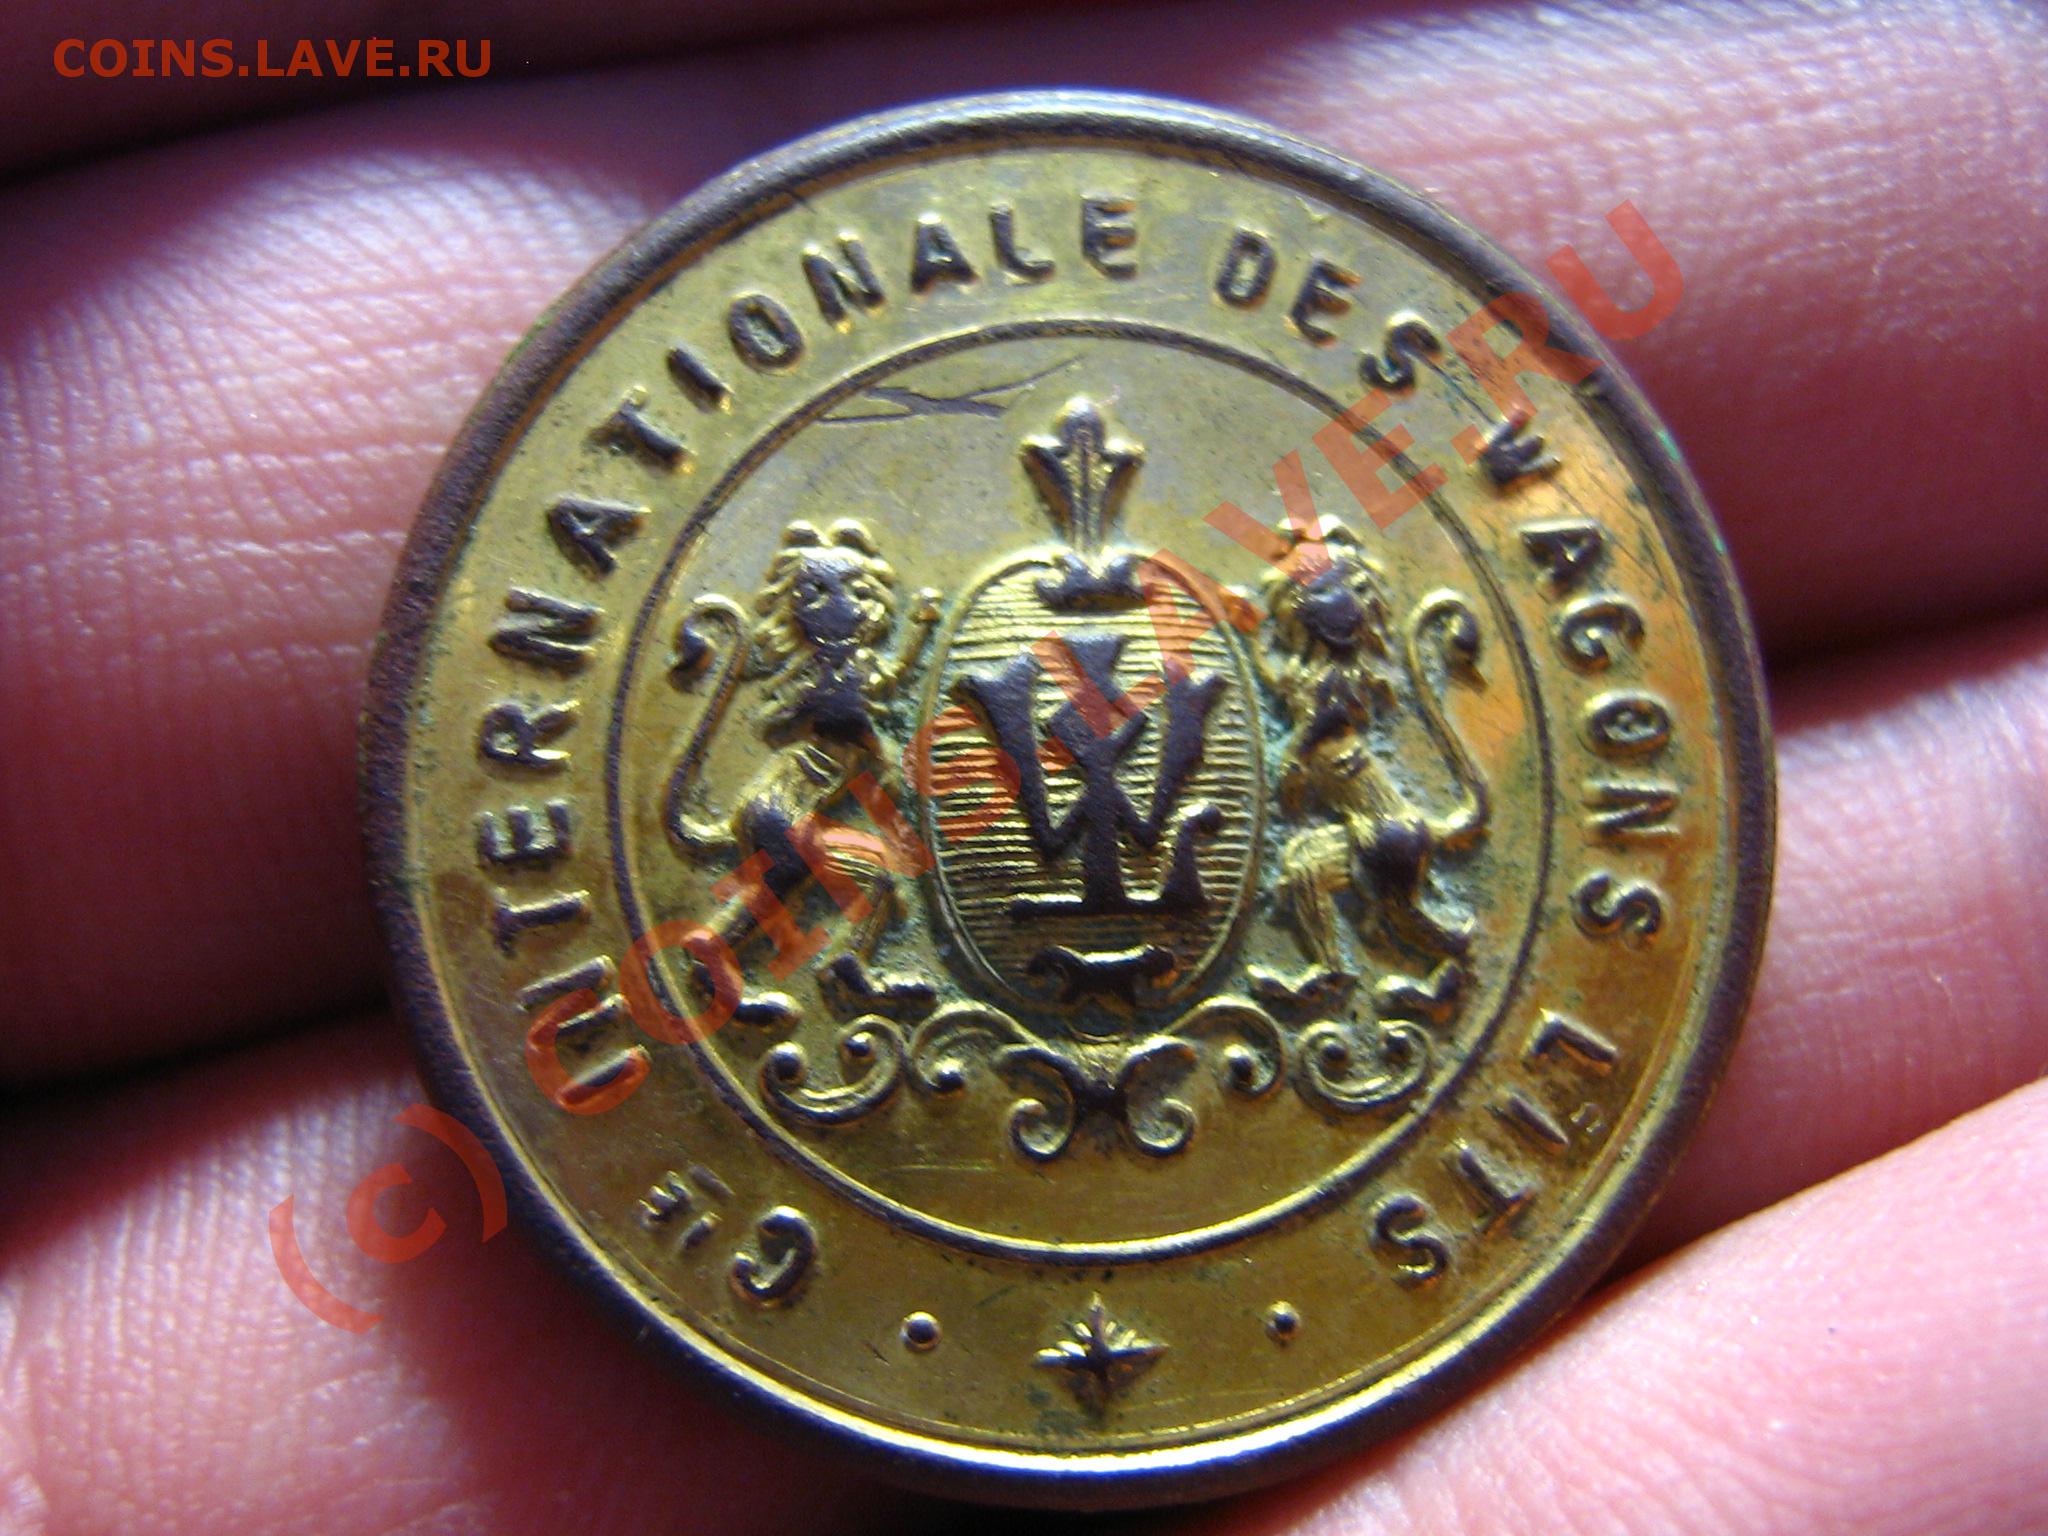 COINS.LAVE.RU
Cie INTERNATIONALE DES WAGONS LITS
WL
(c) COINS.LAVE.RU